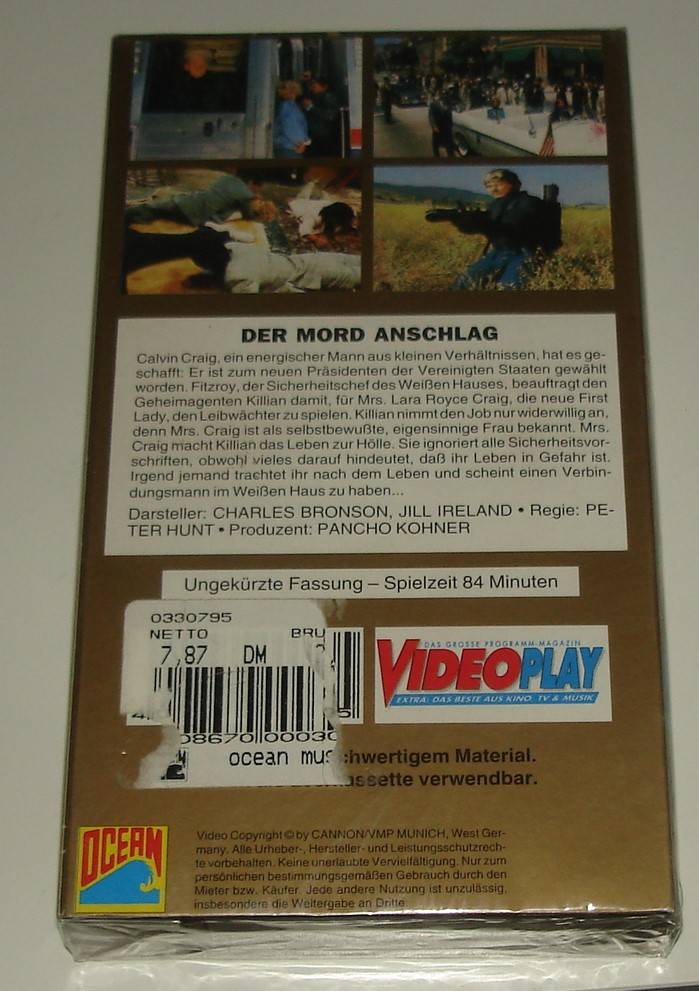 DER MORD ANSCHLAG
Calvin Craig, ein energischer Mann aus kleinen Verhältnissen, hat es ge-
schafft: Er ist zum neuen Präsidenten der Vereinigten Staaten gewählt
worden. Fitzroy, der Sicherheitschef des Weißen Hauses, beauftragt den
Geheimagenten Killian damit, für Mrs. Lara Royce Craig, die neue First
Lady, den Leibwächter zu spielen. Killian nimmt den Job nur widerwillig an,
denn Mrs. Craig ist als selbstbewußte, eigensinnige Frau bekannt. Mrs.
Craig macht Killian das Leben zur Hölle. Sie ignoriert alle Sicherheitsvor-
schriften, obwohl vieles darauf hindeutet, daß ihr Leben in Gefahr ist.
Irgend jemand trachtet ihr nach dem Leben und scheint einen Verbin-
dungsmann im Weißen Haus zu haben...
Darsteller: CHARLES BRONSON, JILL IRELAND • Regie: PE-
TER HUNT • Produzent: PANCHO KOHNER
Ungekürzte Fassung – Spielzeit 84 Minuten
0330795
NETTO BRU
7,87 DM
08670 00030
ocean mus
DAS GROSSE PROGRAMM-MAGAZIN
VIDEOPLAY
EXTRA: DAS BESTE AUS KINO, TV & MUSIK
chwertigem Material.
ssette verwendbar.
OCEAN
Video Copyright © by CANNON/VMP MUNICH, West Ger-
many. Alle Urheber-, Hersteller- und Leistungsschutzrech-
te vorbehalten. Keine unerlaubte Vervielfältigung. Nur zum
persönlichen bestimmungsgemäßen Gebrauch durch den
Mieter bzw. Käufer. Jede andere Nutzung ist unzulässig,
insbesondere die Weitergabe an Dritte